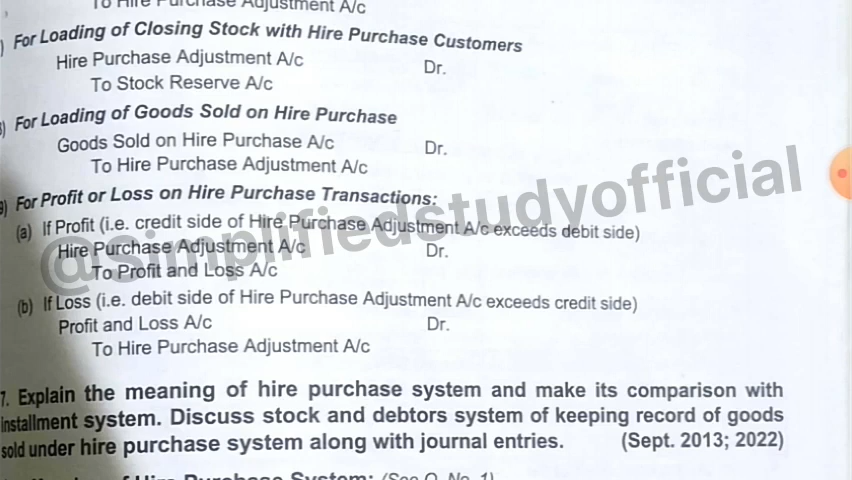 To Hire Purchase Adjustment A/c
) For Loading of Closing Stock with Hire Purchase Customers
Hire Purchase Adjustment A/c Dr.
To Stock Reserve A/c
) For Loading of Goods Sold on Hire Purchase
Goods Sold on Hire Purchase A/c Dr.
To Hire Purchase Adjustment A/c
) For Profit or Loss on Hire Purchase Transactions:
(a) If Profit (i.e. credit side of Hire Purchase Adjustment A/c exceeds debit side)
Hire Purchase Adjustment A/c Dr.
To Profit and Loss A/c
@simplifiedstudyofficial
(b) If Loss (i.e. debit side of Hire Purchase Adjustment A/c exceeds credit side)
Profit and Loss A/c Dr.
To Hire Purchase Adjustment A/c
7. Explain the meaning of hire purchase system and make its comparison with
installment system. Discuss stock and debtors system of keeping record of goods
sold under hire purchase system along with journal entries. (Sept. 2013; 2022)
of Hire Purchase System: (See Q. No. 1)